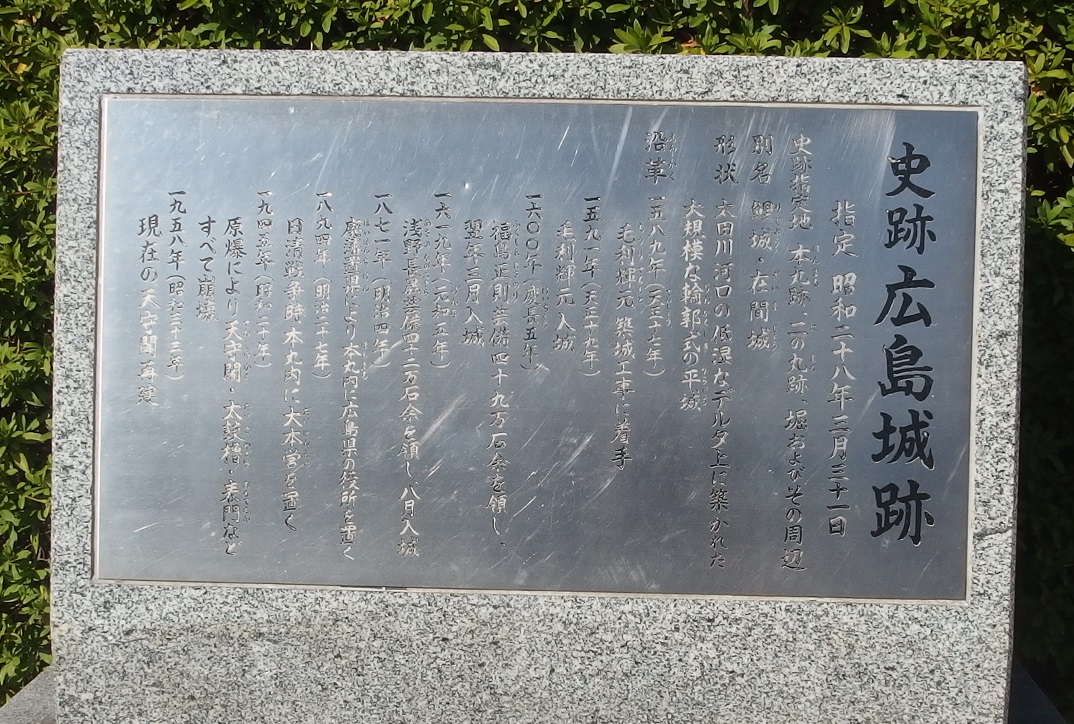 史跡広島城跡
指定 昭和二十八年三月三十一日
史跡指定地 本丸跡、二の丸跡、堀およびその周辺
別名 鯉城・在間城
形状 太田川河口の低湿なデルタ上に築かれた
大規模な輪郭式の平城
沿革
一五八九年(天正十七年)
毛利輝元 築城工事に着手
一五九一年(天正十九年)
毛利輝元入城
一六〇〇年(慶長五年)
福島正則芸備四十九万石余を領し、
翌年三月入城
一六一九年(元和五年)
浅野長晟芸備四十二万石余を領し、八月入城
一八七一年(明治四年)
廃藩置県により本丸内に広島県の役所を置く
一八九四年(明治二十七年)
日清戦争時本丸内に大本営を置く
一九四五年(昭和二十年)
原爆により天守閣・太鼓櫓・表門など
すべて崩壊
一九五八年(昭和三十三年)
現在の天守閣再建